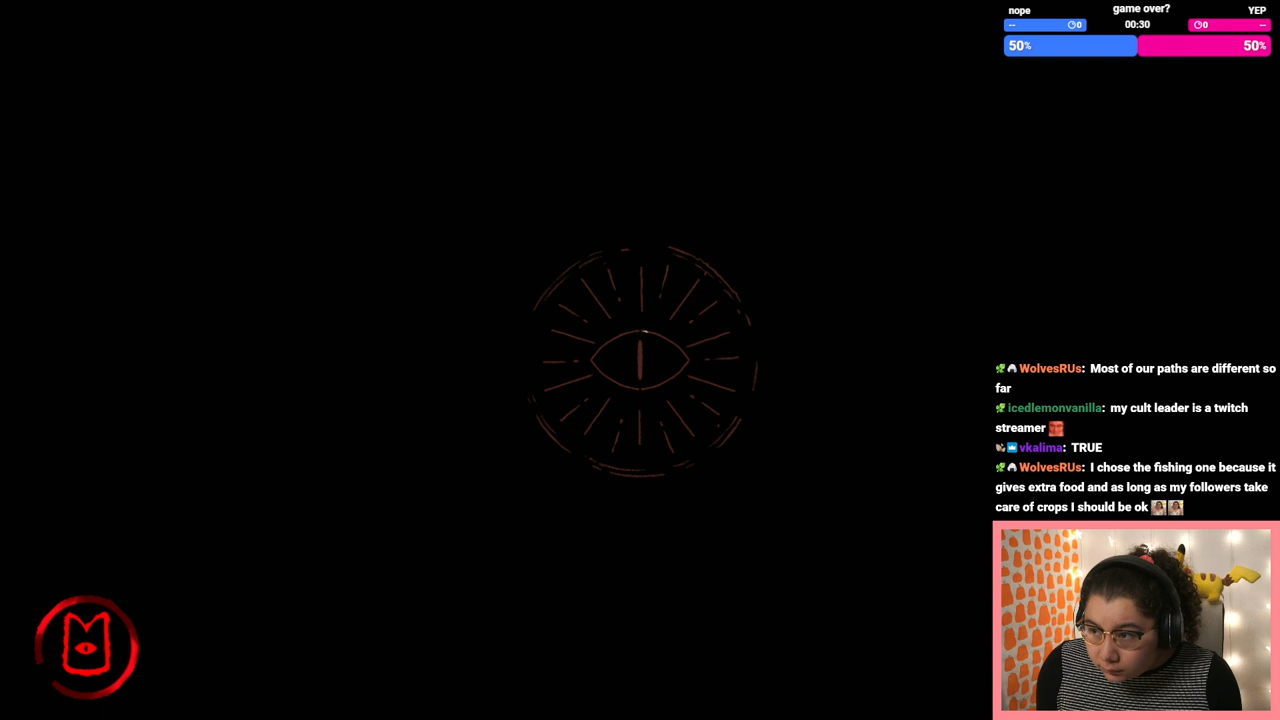 nope game over? YEP
-- 0 00:30 0 --
50% 50%
WolvesRUs: Most of our paths are different so
far
icedlemonvanilla: my cult leader is a twitch
streamer
vkalima: TRUE
WolvesRUs: I chose the fishing one because it
gives extra food and as long as my followers take
care of crops I should be ok